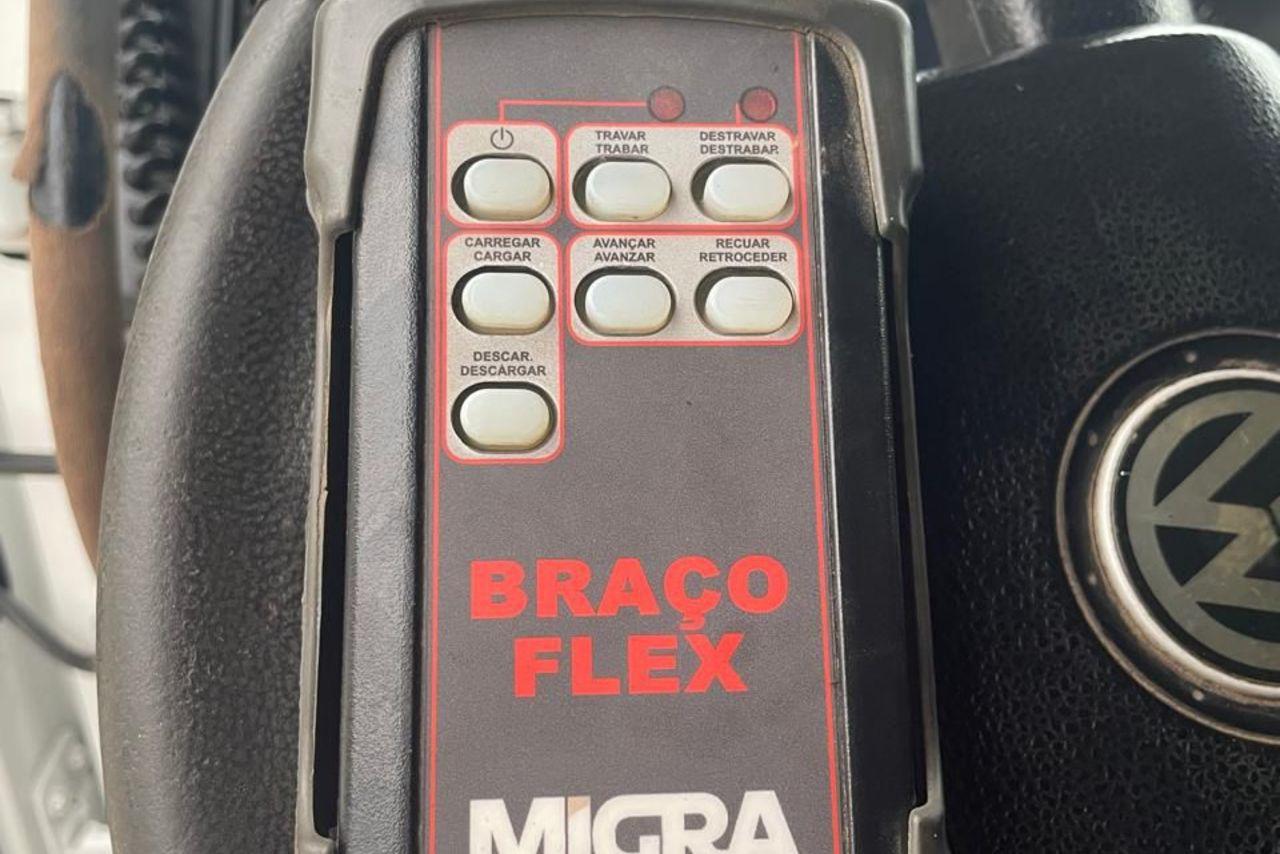 TRAVAR
TRABAR
DESTRAVAR
DESTRABAR
CARREGAR
CARGAR
AVANÇAR
AVANZAR
RECUAR
RETROCEDER
DESCAR.
DESCARGAR
BRAÇO
FLEX
MIGRA